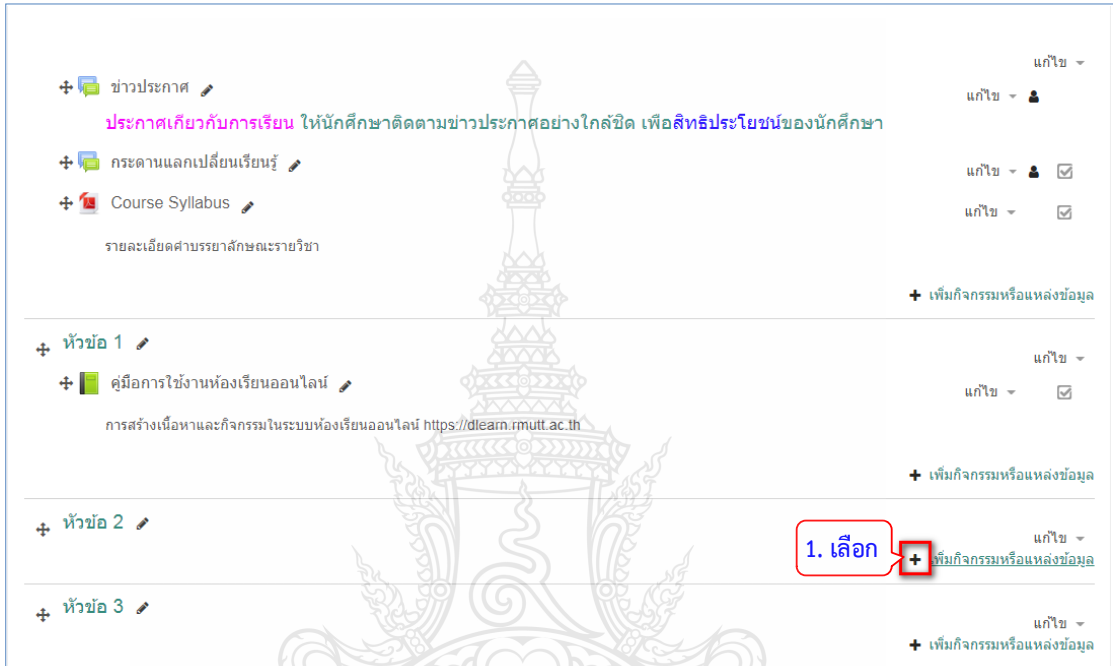 แก้ไข
ข่าวประกาศ
แก้ไข
ประกาศเกี่ยวกับการเรียน ให้นักศึกษาติดตามข่าวประกาศอย่างใกล้ชิด เพื่อสิทธิประโยชน์ของนักศึกษา
กระดานแลกเปลี่ยนเรียนรู้
แก้ไข
Course Syllabus
แก้ไข
รายละเอียดคำบรรยาลักษณะรายวิชา
เพิ่มกิจกรรมหรือแหล่งข้อมูล
หัวข้อ 1
แก้ไข
คู่มือการใช้งานห้องเรียนออนไลน์
แก้ไข
การสร้างเนื้อหาและกิจกรรมในระบบห้องเรียนออนไลน์ https://dlearn.rmutt.ac.th
เพิ่มกิจกรรมหรือแหล่งข้อมูล
หัวข้อ 2
แก้ไข
1. เลือก
เพิ่มกิจกรรมหรือแหล่งข้อมูล
หัวข้อ 3
แก้ไข
เพิ่มกิจกรรมหรือแหล่งข้อมูล